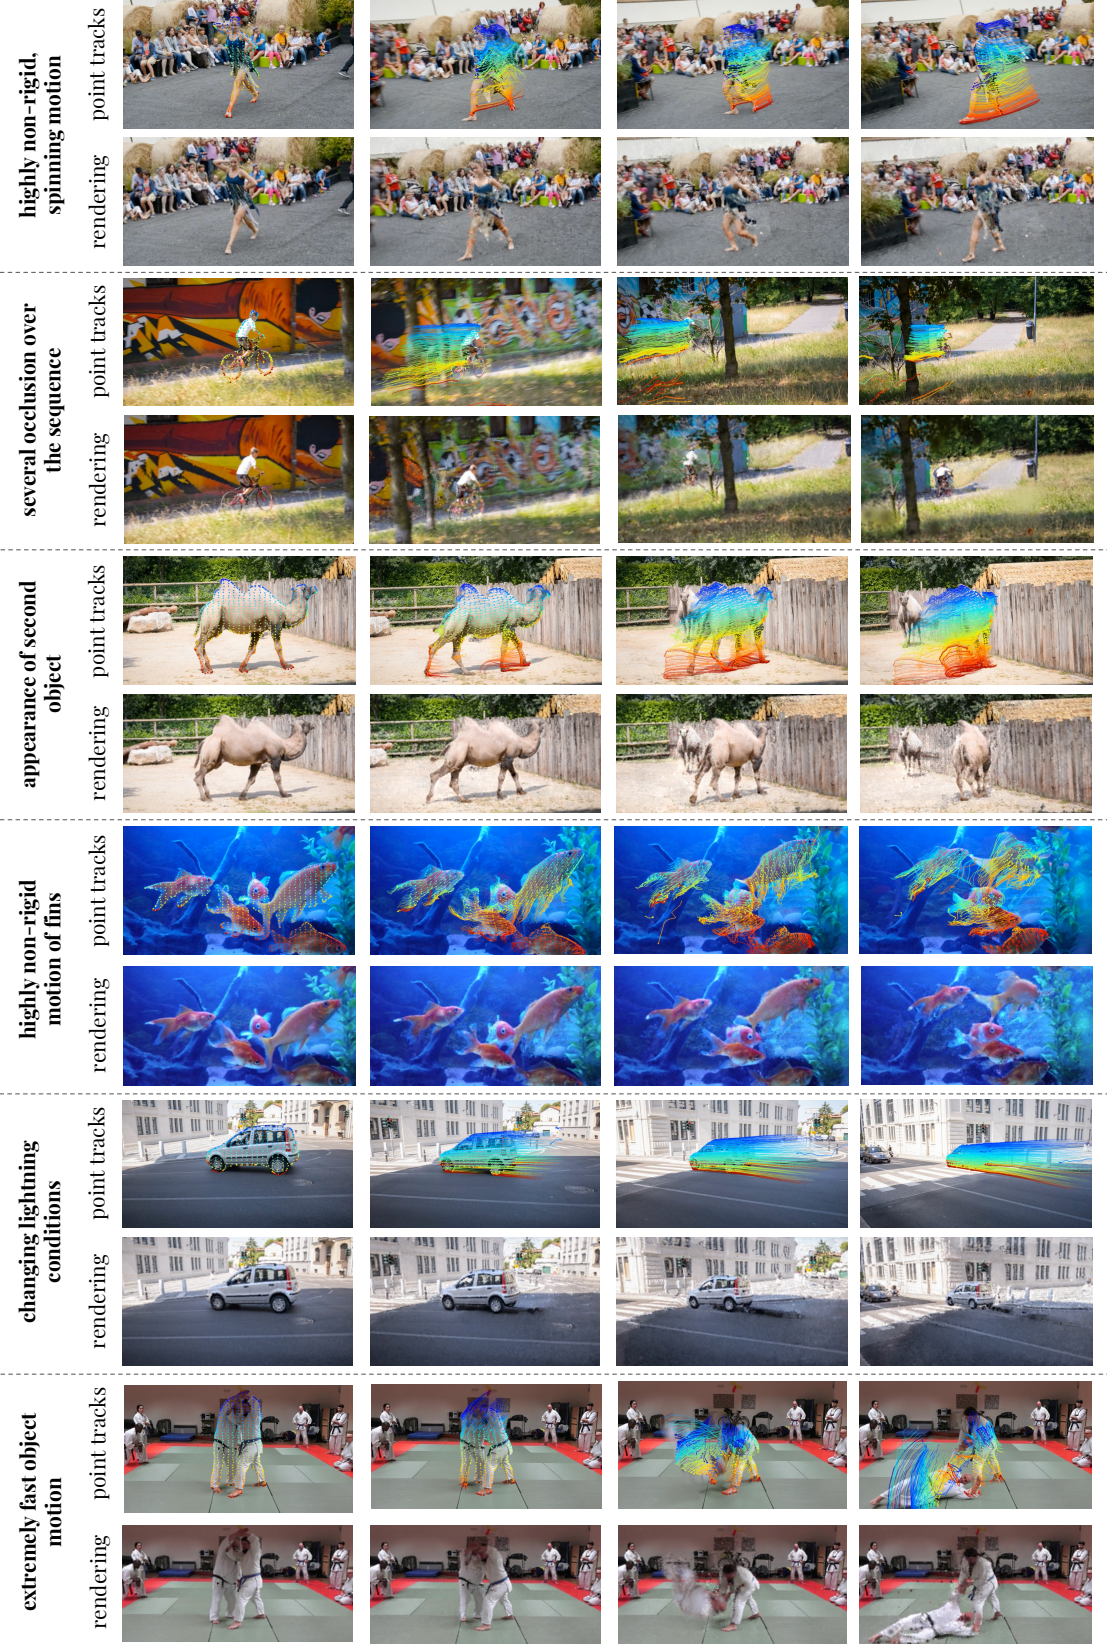 highly non-rigid,
spinning motion
point tracks
rendering
several occlusion over
the sequence
point tracks
rendering
appearance of second
object
point tracks
rendering
highly non-rigid
motion of fins
point tracks
rendering
changing lightning
conditions
point tracks
rendering
extremely fast object
motion
point tracks
rendering